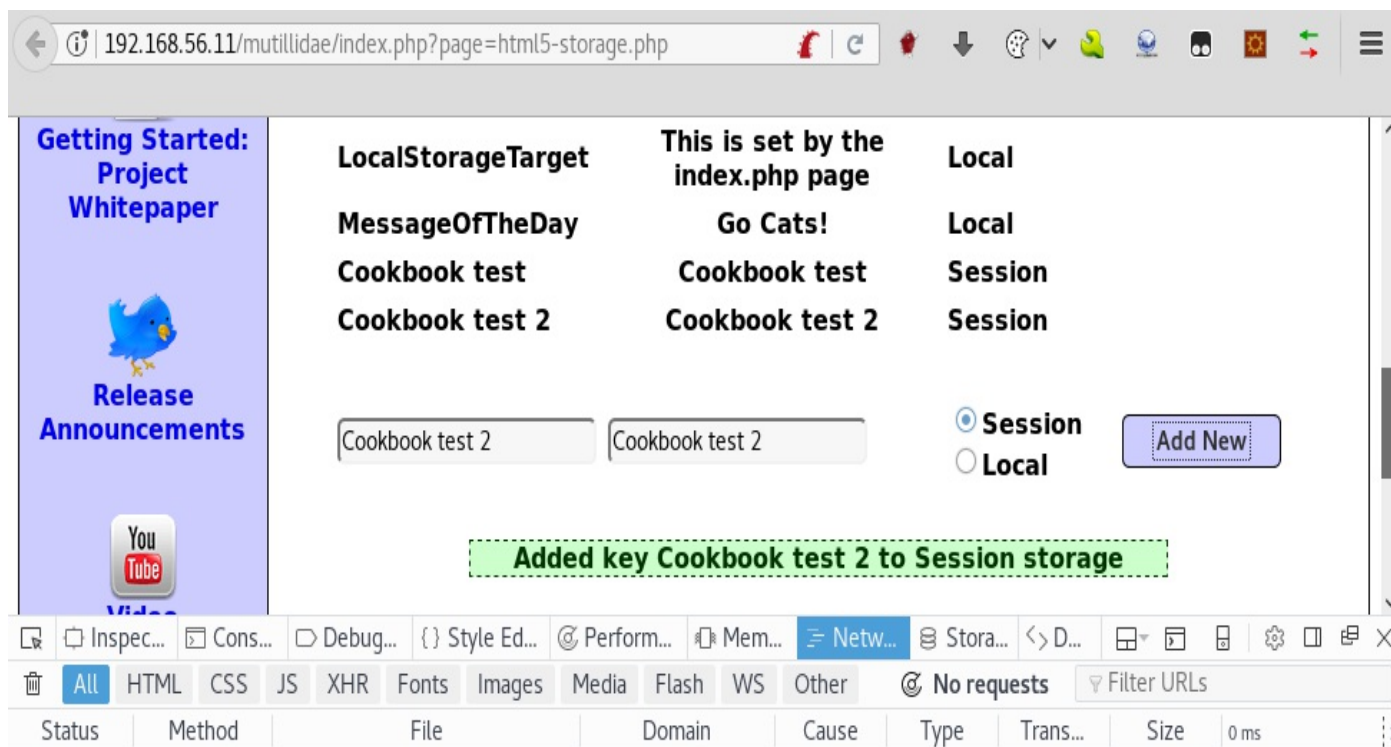 192.168.56.11/mutillidae/index.php?page=html5-storage.php
Getting Started:
Project
Whitepaper
Release
Announcements
You
Tube
Video
LocalStorageTarget This is set by the index.php page Local
MessageOfTheDay Go Cats! Local
Cookbook test Cookbook test Session
Cookbook test 2 Cookbook test 2 Session
Cookbook test 2 Cookbook test 2 Session Local Add New
Added key Cookbook test 2 to Session storage
Inspec... Cons... Debug... {} Style Ed... Perform... Mem... Netw... Stora... D...
All HTML CSS JS XHR Fonts Images Media Flash WS Other No requests Filter URLs
Status Method File Domain Cause Type Trans... Size 0 ms